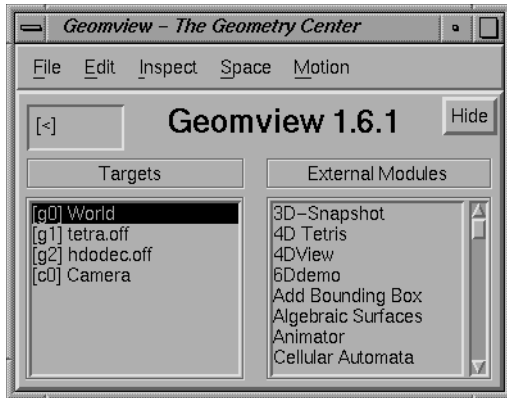 Geomview – The Geometry Center
File Edit Inspect Space Motion
[<] Geomview 1.6.1 Hide
Targets
[g0] World
[g1] tetra.off
[g2] hdodec.off
[c0] Camera
External Modules
3D–Snapshot
4D Tetris
4DView
6Ddemo
Add Bounding Box
Algebraic Surfaces
Animator
Cellular Automata